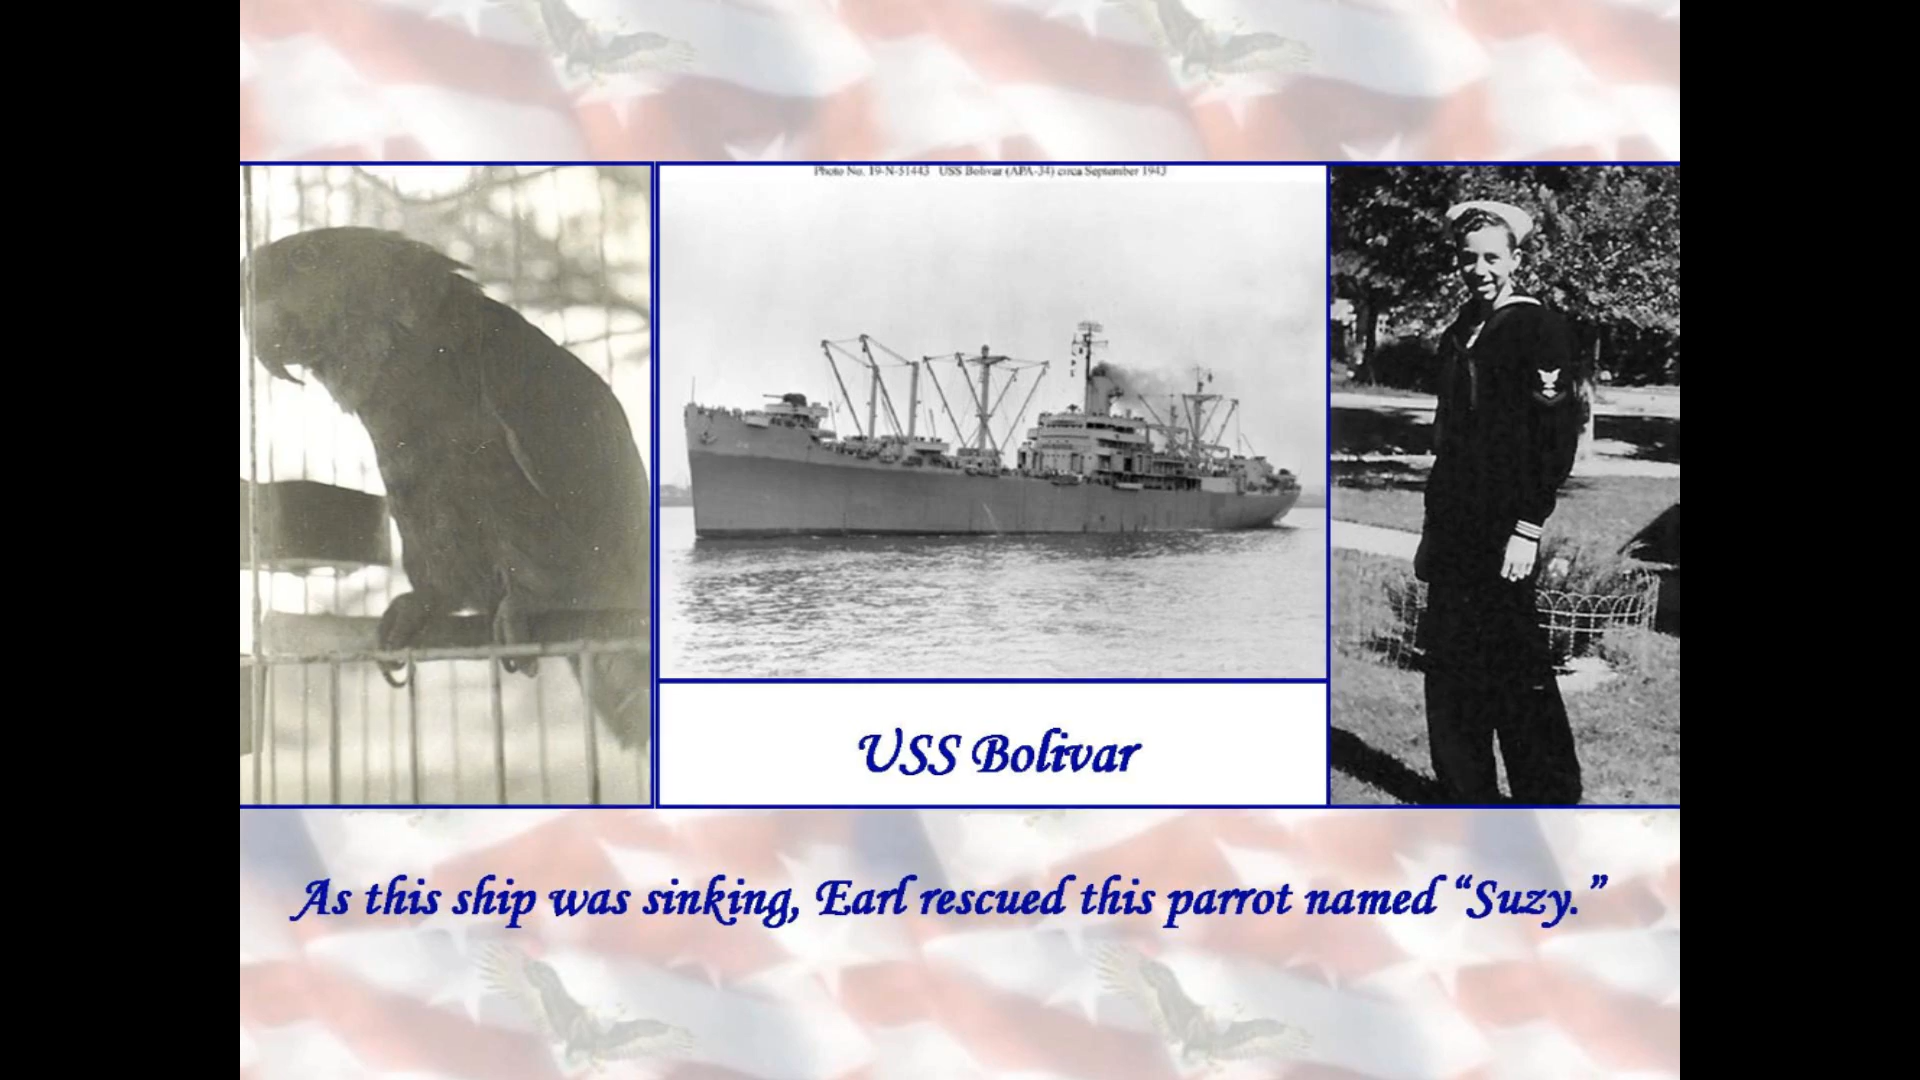 Photo No. 19-N-51443 USS Bolivar (APA-34) circa September 1943
USS Bolivar
As this ship was sinking, Earl rescued this parrot named “Suzy.”